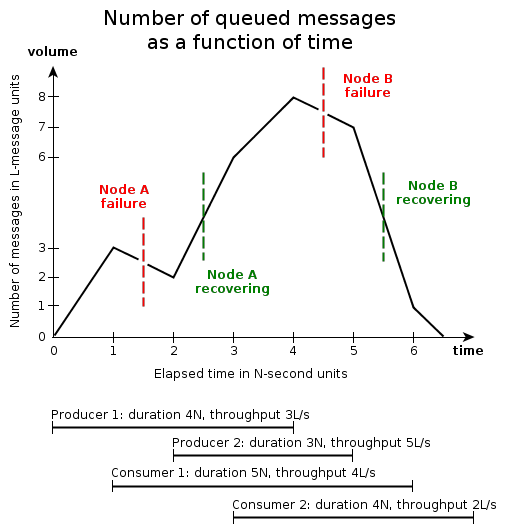 Number of queued messages
as a function of time
volume
Number of messages in L-message units
8
7
6
3
2
1
0
Node B
failure
Node A
failure
Node B
recovering
Node A
recovering
0 1 2 3 4 5 6 time
Elapsed time in N-second units
Producer 1: duration 4N, throughput 3L/s
Producer 2: duration 3N, throughput 5L/s
Consumer 1: duration 5N, throughput 4L/s
Consumer 2: duration 4N, throughput 2L/s